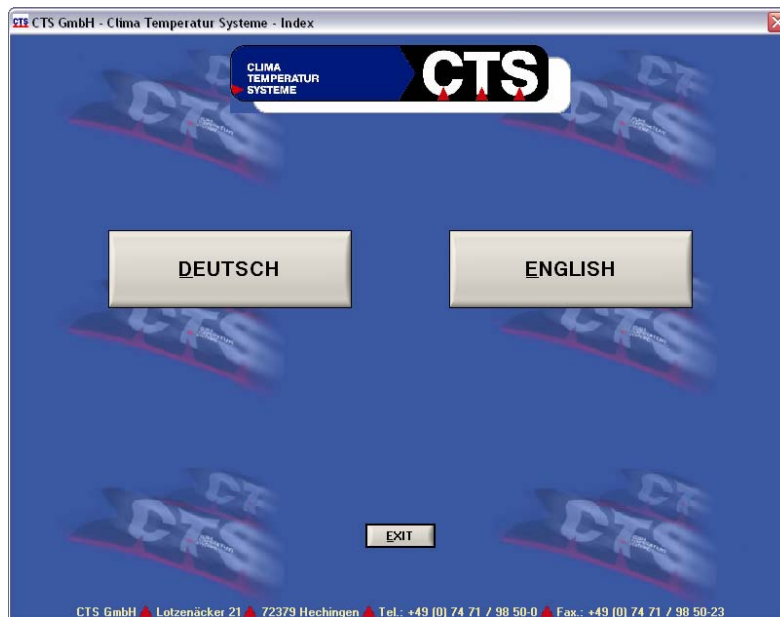 CTS GmbH - Clima Temperatur Systeme - Index
CLIMA
TEMPERATUR
SYSTEME
CTS
DEUTSCH
ENGLISH
EXIT
CTS GmbH Lotzenäcker 21 72379 Hechingen Tel.: +49 (0) 74 71 / 98 50-0 Fax.: +49 (0) 74 71 / 98 50-23